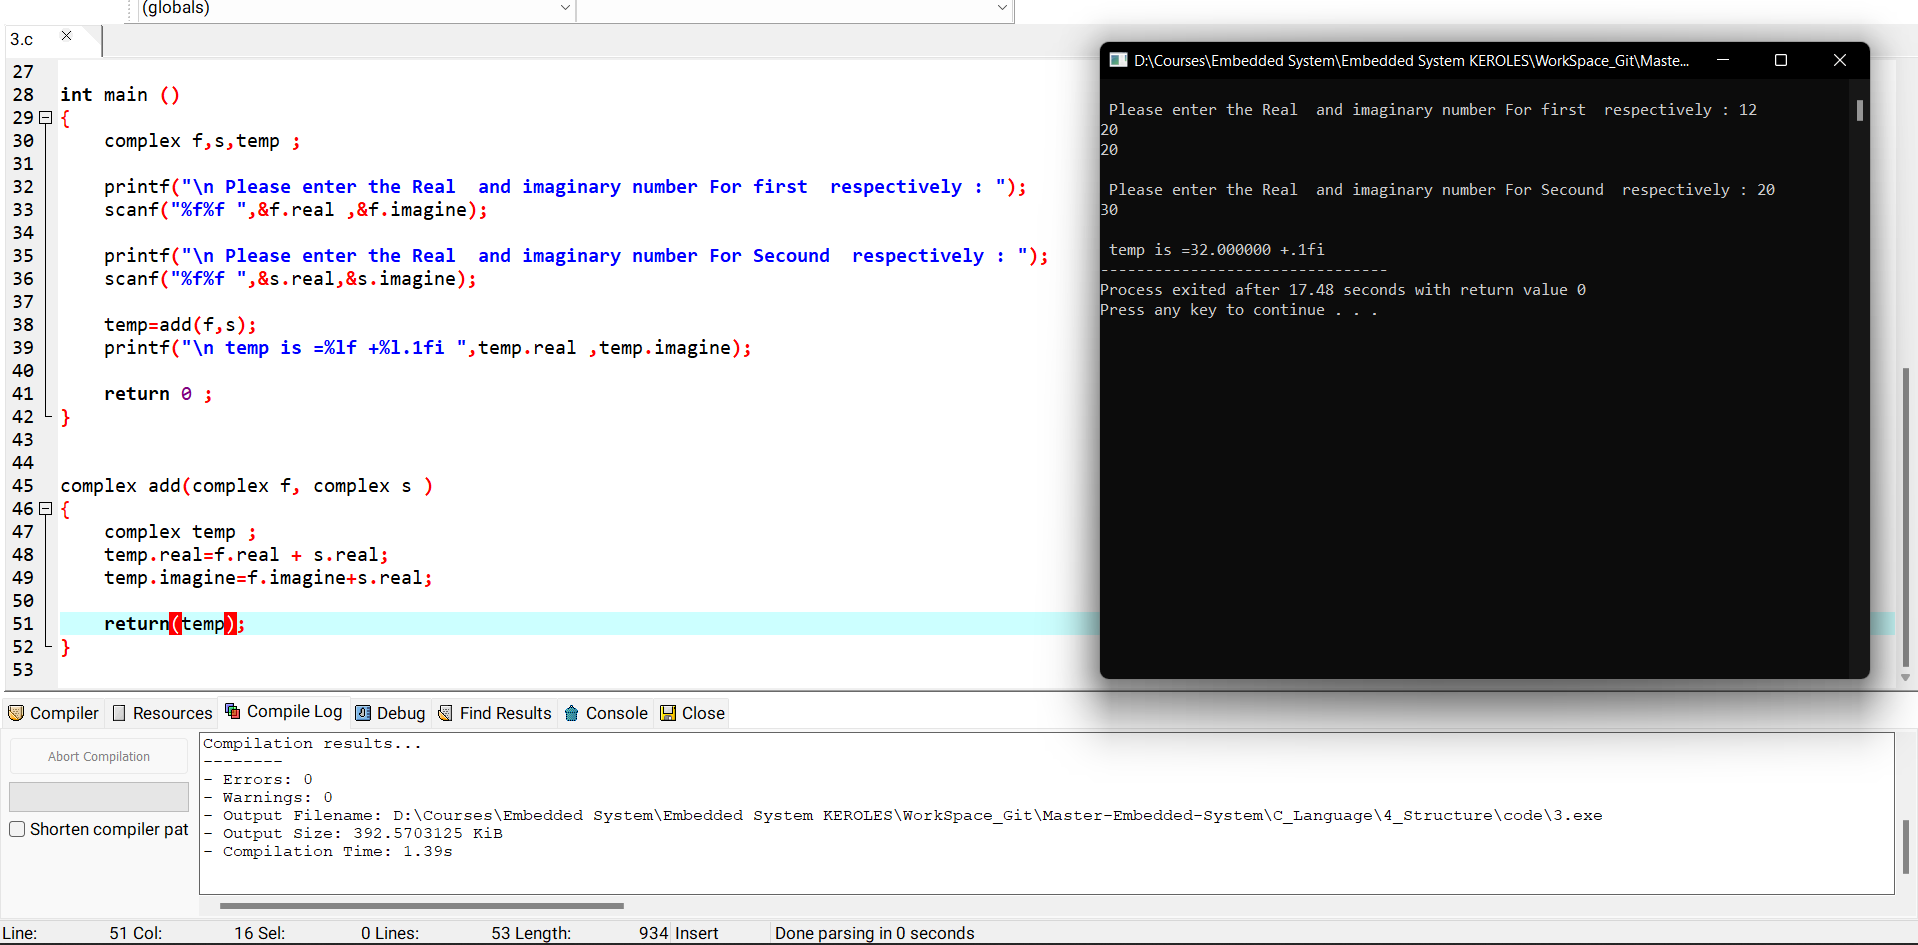 (globals)
3.c
27
28 int main ()
29 {
30 complex f,s,temp ;
31
32 printf("\n Please enter the Real  and imaginary number For first  respectively : ");
33 scanf("%f%f ",&f.real ,&f.imagine);
34
35 printf("\n Please enter the Real  and imaginary number For Secound  respectively : ");
36 scanf("%f%f ",&s.real,&s.imagine);
37
38 temp=add(f,s);
39 printf("\n temp is =%lf +%l.1fi ",temp.real ,temp.imagine);
40
41 return 0 ;
42 }
43
44
45 complex add(complex f, complex s )
46 {
47 complex temp ;
48 temp.real=f.real + s.real;
49 temp.imagine=f.imagine+s.real;
50
51 return(temp);
52 }
53
D:\Courses\Embedded System\Embedded System KEROLES\WorkSpace_Git\Maste...
Please enter the Real  and imaginary number For first  respectively : 12
20
20
Please enter the Real  and imaginary number For Secound  respectively : 20
30
temp is =32.000000 +.1fi
--------------------------------
Process exited after 17.48 seconds with return value 0
Press any key to continue . . .
Compiler Resources Compile Log Debug Find Results Console Close
Abort Compilation
Shorten compiler pat
Compilation results...
--------
- Errors: 0
- Warnings: 0
- Output Filename: D:\Courses\Embedded System\Embedded System KEROLES\WorkSpace_Git\Master-Embedded-System\C_Language\4_Structure\code\3.exe
- Output Size: 392.5703125 KiB
- Compilation Time: 1.39s
Line: 51 Col: 16 Sel: 0 Lines: 53 Length: 934 Insert Done parsing in 0 seconds